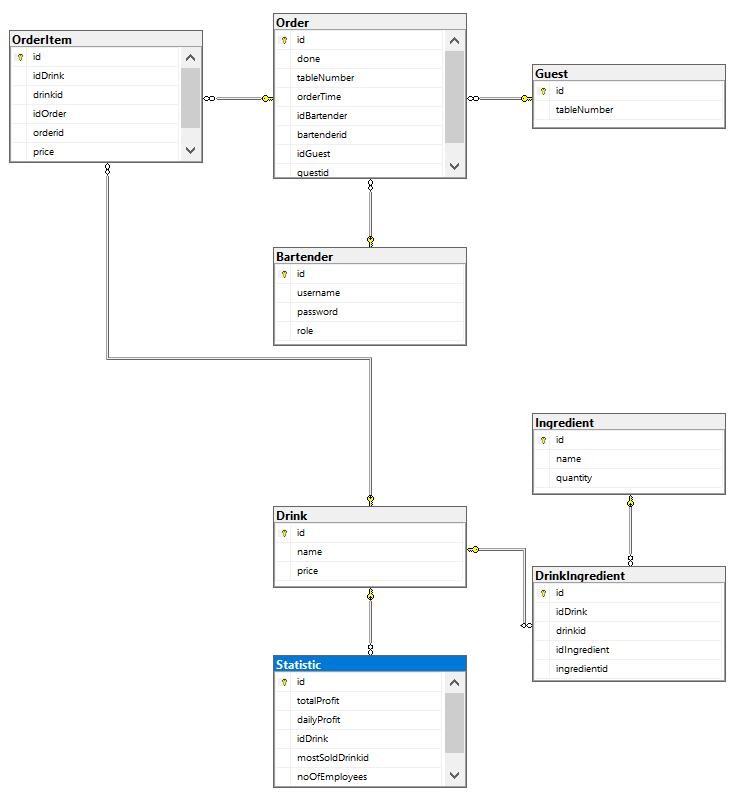 OrderItem
id
idDrink
drinkid
idOrder
orderid
price
Order
id
done
tableNumber
orderTime
idBartender
bartenderid
idGuest
guestid
Guest
id
tableNumber
Bartender
id
username
password
role
Ingredient
id
name
quantity
Drink
id
name
price
DrinkIngredient
id
idDrink
drinkid
idIngredient
ingredientid
Statistic
id
totalProfit
dailyProfit
idDrink
mostSoldDrinkid
noOfEmployees